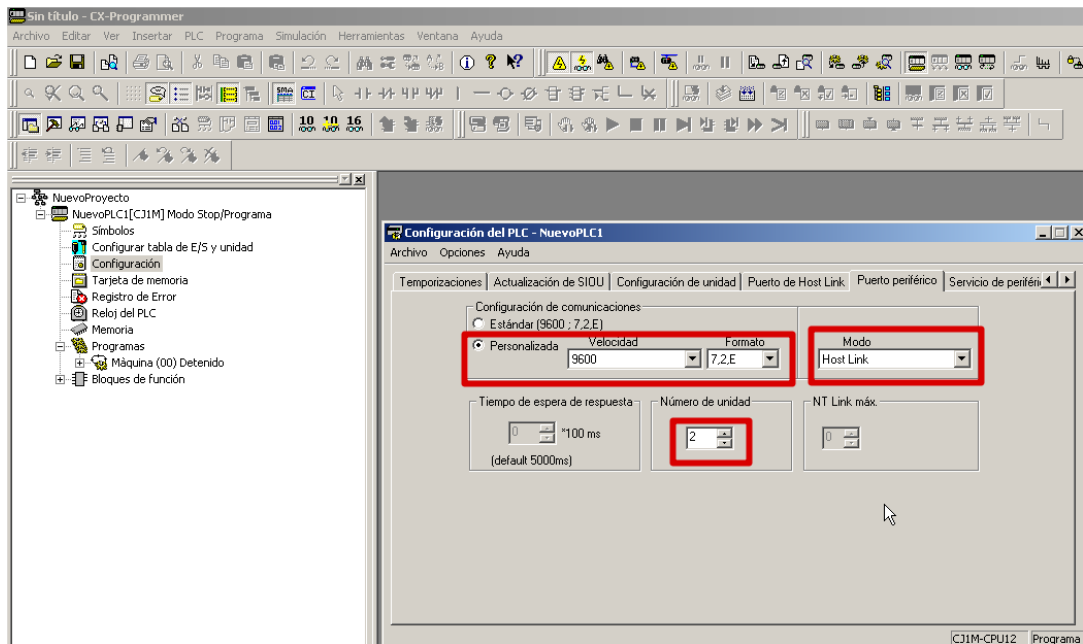 Sin título - CX-Programmer
Archivo Editar Ver Insertar PLC Programa Simulación Herramientas Ventana Ayuda
10 10 16
NuevoProyecto
NuevoPLC1[CJ1M] Modo Stop/Programa
Símbolos
Configurar tabla de E/S y unidad
Configuración
Tarjeta de memoria
Registro de Error
Reloj del PLC
Memoria
Programas
Màquina (00) Detenido
Bloques de función
Configuración del PLC - NuevoPLC1
Archivo Opciones Ayuda
Temporizaciones Actualización de SIOU Configuración de unidad Puerto de Host Link Puerto periférico Servicio de periféri
Configuración de comunicaciones
Estándar (9600 ; 7,2,E)
Personalizada Velocidad Formato Modo
9600 7,2,E Host Link
Tiempo de espera de respuesta Número de unidad NT Link máx.
0 *100 ms 2 0
(default 5000ms)
CJ1M-CPU12 Programa